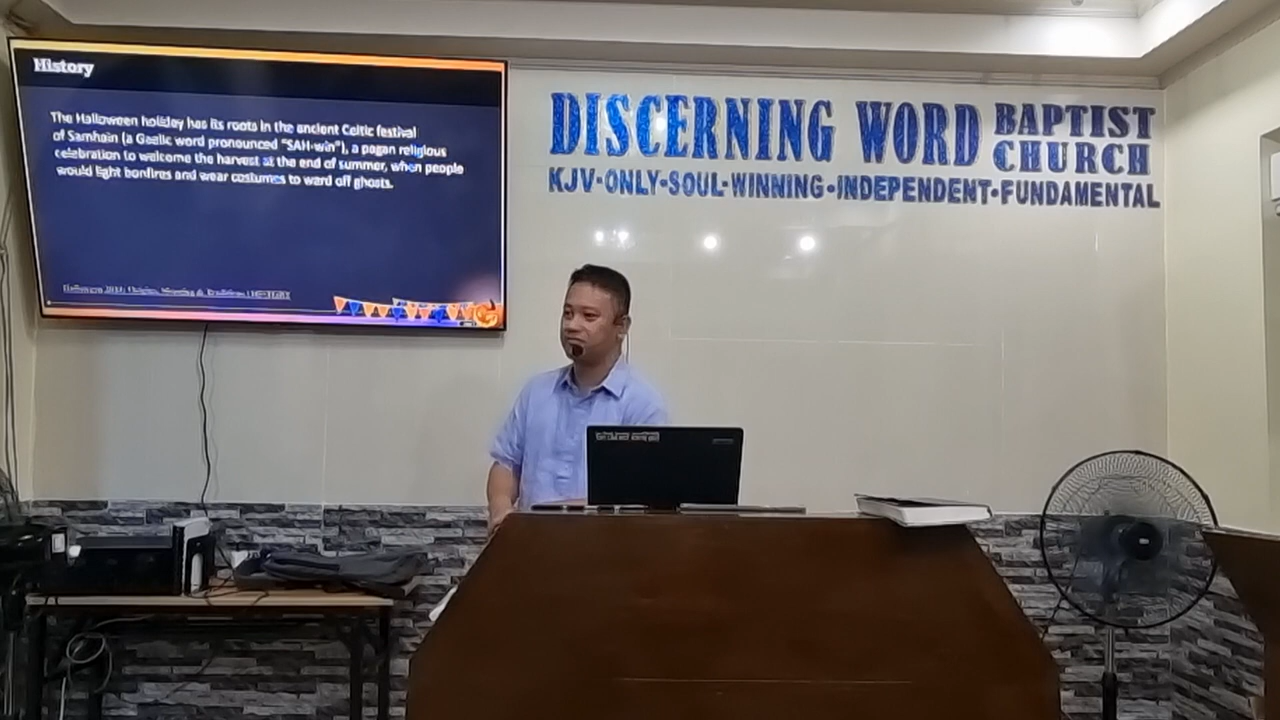 History
The Halloween holiday has its roots in the ancient Celtic festival
of Samhain (a Gaelic word pronounced "SAH-win"), a pagan religious
celebration to welcome the harvest at the end of summer, when people
would light bonfires and wear costumes to ward off ghosts.
DISCERNING WORD BAPTIST CHURCH
KJV-ONLY-SOUL-WINNING-INDEPENDENT-FUNDAMENTAL